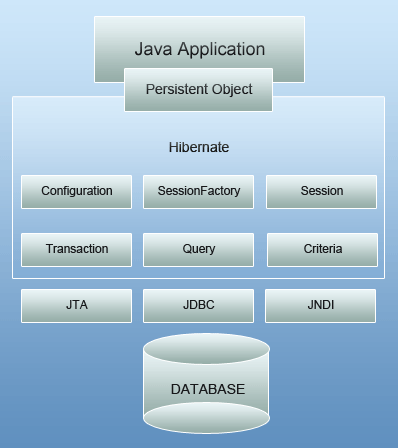 Java Application
Persistent Object
Hibernate
Configuration SessionFactory Session
Transaction Query Criteria
JTA JDBC JNDI
DATABASE